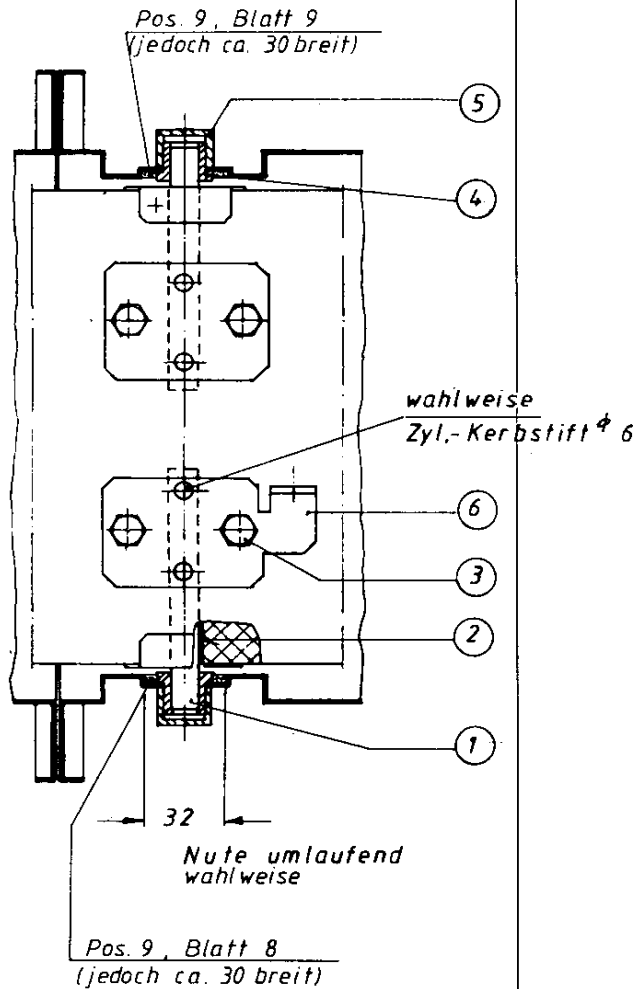 Pos. 9, Blatt 9
(jedoch ca. 30 breit)
5
4
wahlweise
Zyl,-Kerbstift ϕ 6
6
3
2
1
32
Nute umlaufend
wahlweise
Pos. 9, Blatt 8
(jedoch ca. 30 breit)